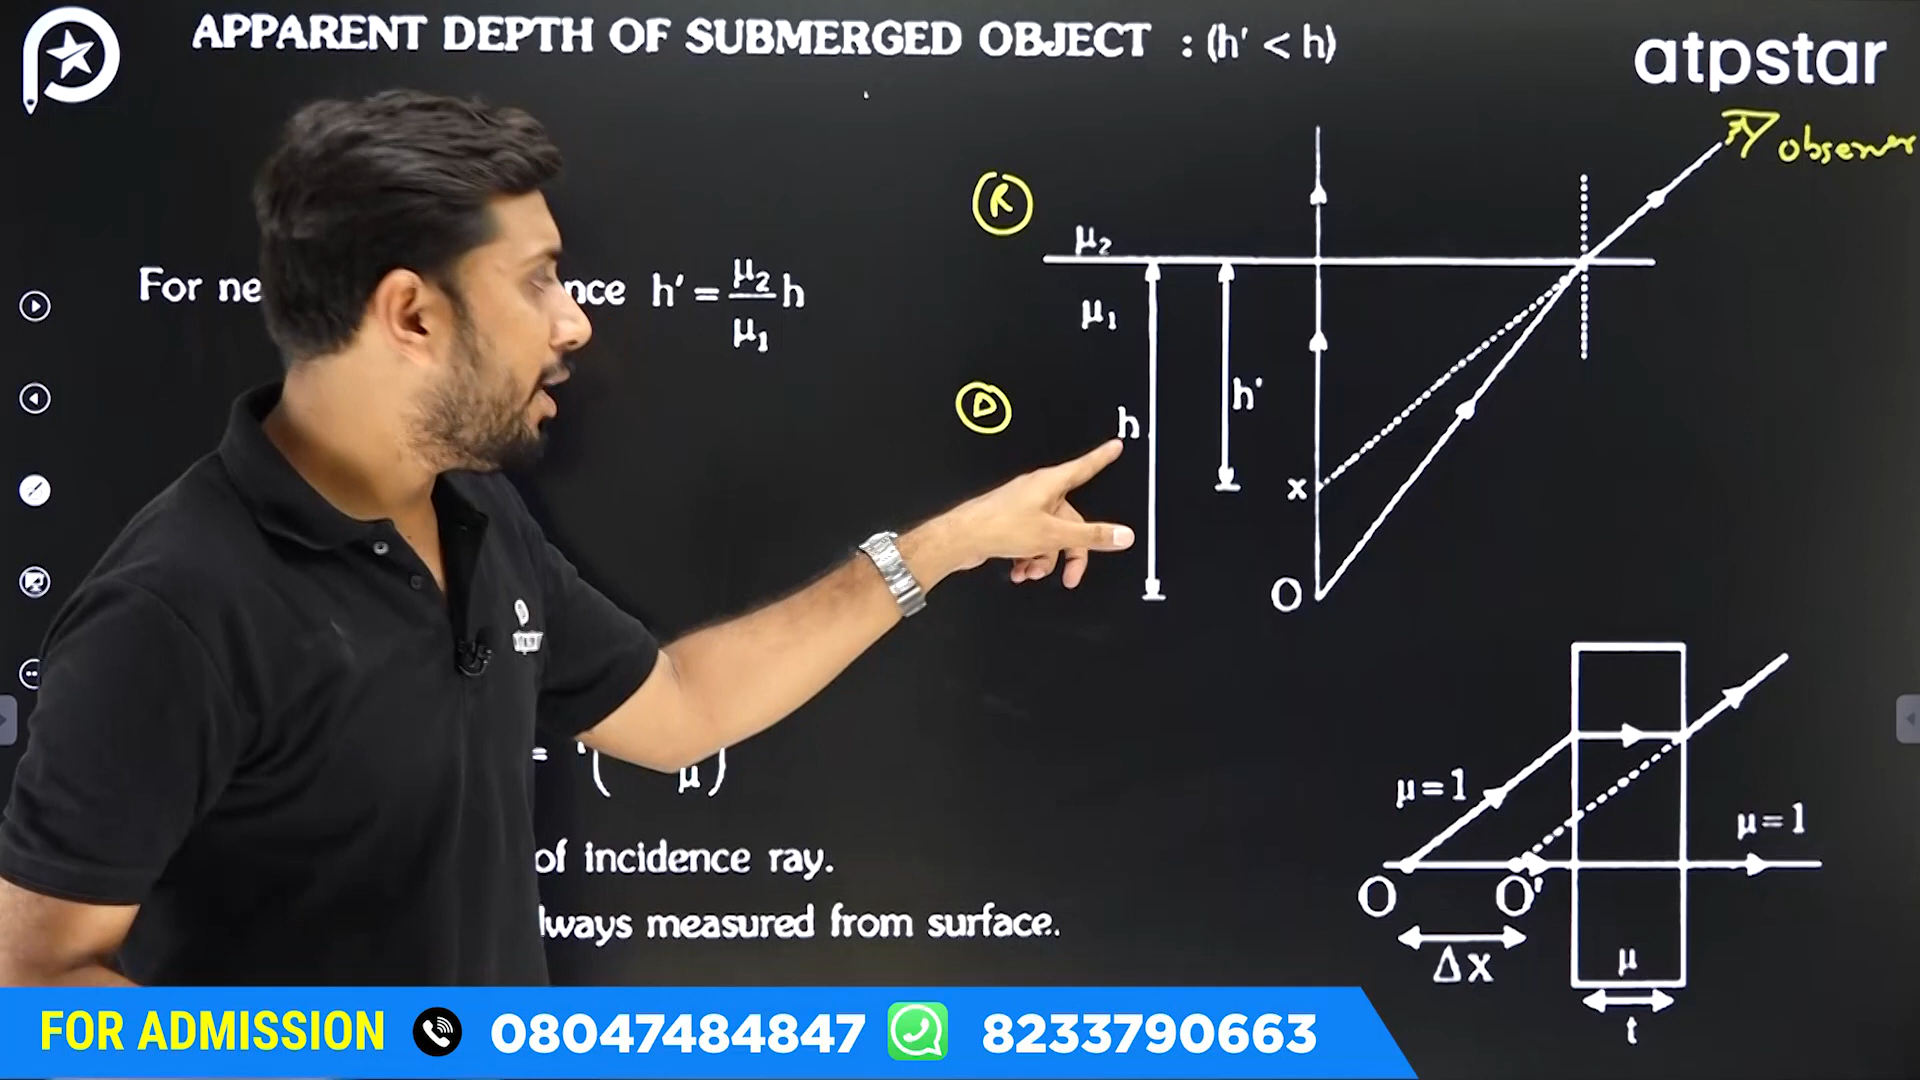 APPARENT DEPTH OF SUBMERGED OBJECT : (h′ < h)
atpstar
observer
R
μ₂
For ne nce h′ = μ₂/μ₁ h
μ₁
D
h
h′
x
O
= ( μ )
μ=1
μ=1
of incidence ray.
O O′
lways measured from surface.
Δx
μ
t
FOR ADMISSION 08047484847 8233790663